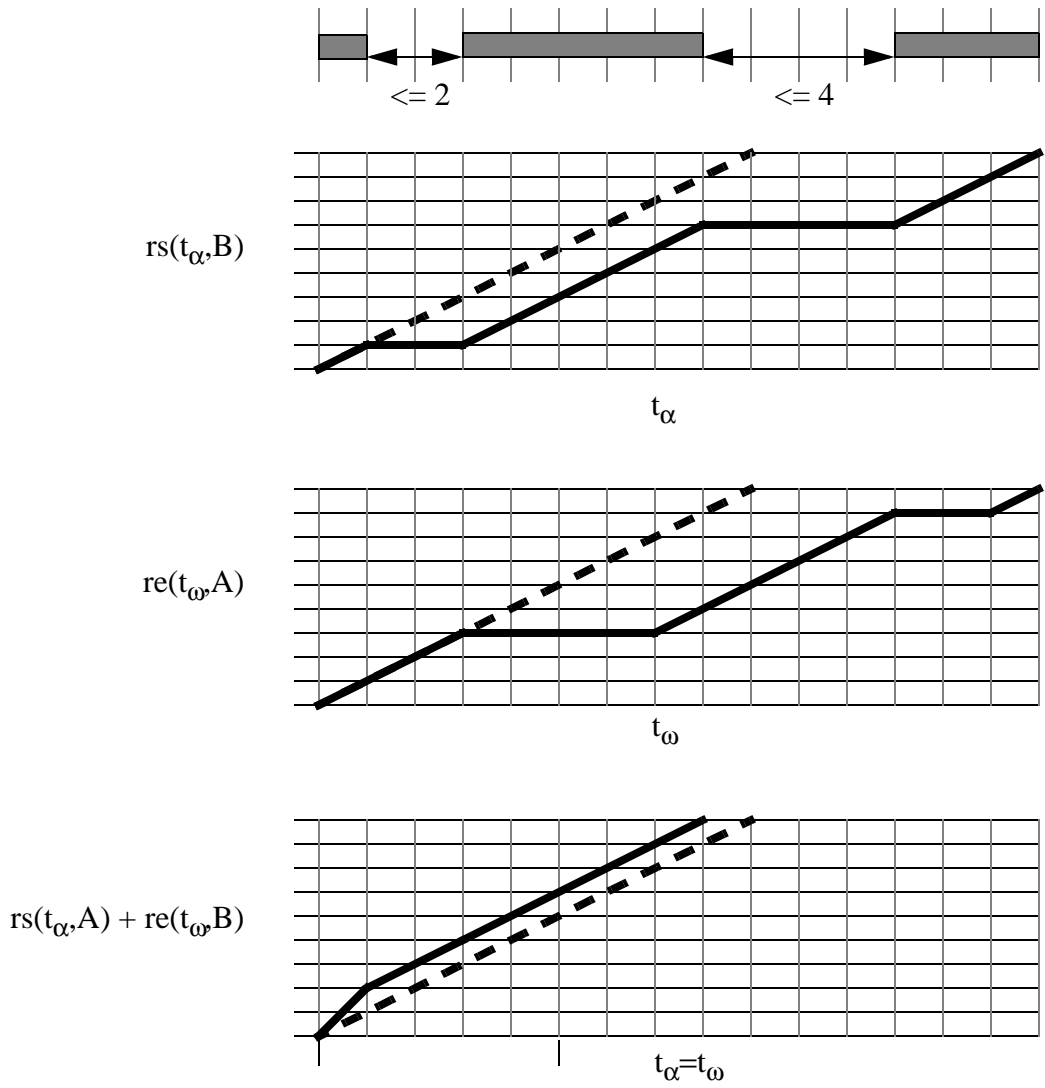 <= 2
<= 4
rs(tα,B)
tα
re(tω,A)
tω
rs(tα,A) + re(tω,B)
tα=tω